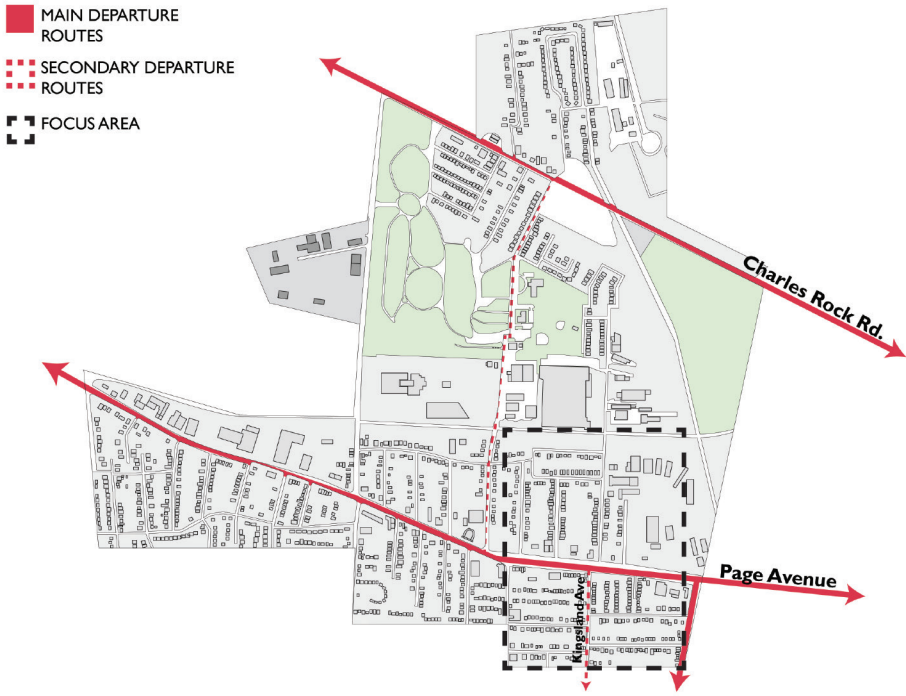 MAIN DEPARTURE
ROUTES
SECONDARY DEPARTURE
ROUTES
FOCUS AREA
Charles Rock Rd.
Page Avenue
Kingsland Ave